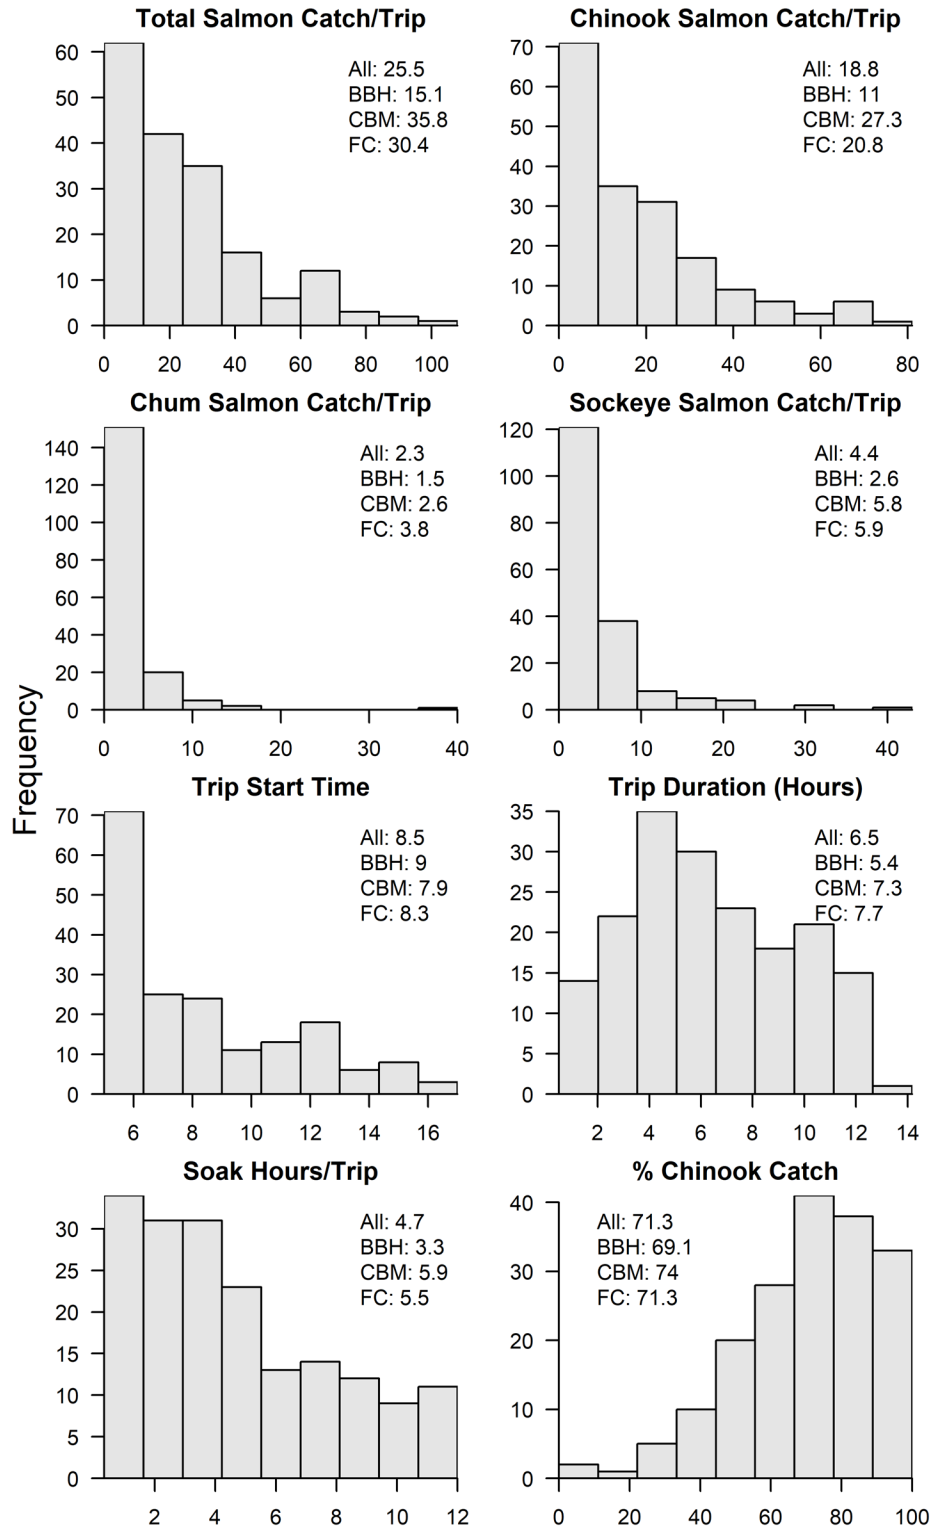 Total Salmon Catch/Trip
All: 25.5
BBH: 15.1
CBM: 35.8
FC: 30.4
60
50
40
30
20
10
0
0 20 40 60 80 100
Chinook Salmon Catch/Trip
All: 18.8
BBH: 11
CBM: 27.3
FC: 20.8
70
60
50
40
30
20
10
0
0 20 40 60 80
Chum Salmon Catch/Trip
All: 2.3
BBH: 1.5
CBM: 2.6
FC: 3.8
140
120
100
80
60
40
20
0
0 10 20 30 40
Sockeye Salmon Catch/Trip
All: 4.4
BBH: 2.6
CBM: 5.8
FC: 5.9
120
100
80
60
40
20
0
0 10 20 30 40
Frequency
Trip Start Time
All: 8.5
BBH: 9
CBM: 7.9
FC: 8.3
70
60
50
40
30
20
10
0
6 8 10 12 14 16
Trip Duration (Hours)
All: 6.5
BBH: 5.4
CBM: 7.3
FC: 7.7
35
30
25
20
15
10
5
0
2 4 6 8 10 12 14
Soak Hours/Trip
All: 4.7
BBH: 3.3
CBM: 5.9
FC: 5.5
30
25
20
15
10
5
0
2 4 6 8 10 12
% Chinook Catch
All: 71.3
BBH: 69.1
CBM: 74
FC: 71.3
40
30
20
10
0
0 20 40 60 80 100